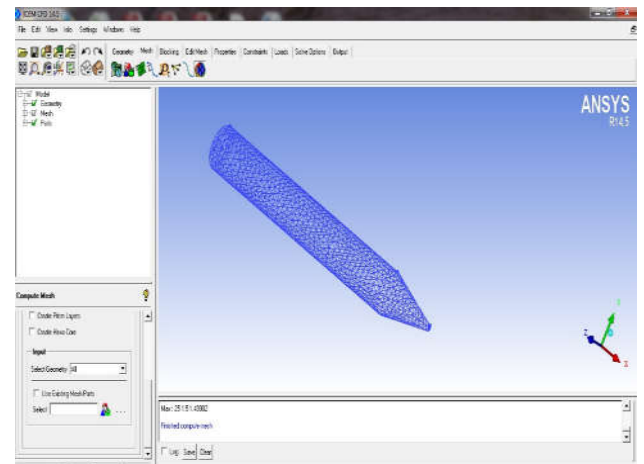 ICEM CFD 14.5
File Edit View Info Settings Windows Help
Geometry Mesh Blocking Edit Mesh Properties Constraints Loads Solve Options Output
Model
Geometry
Mesh
Parts
ANSYS
R14.5
Compute Mesh
Create Prism Layers
Create Hexa-Core
Input
Select Geometry All
Use Existing Mesh Parts
Select
Finished compute mesh
Log Save Clear
Y
Z
X